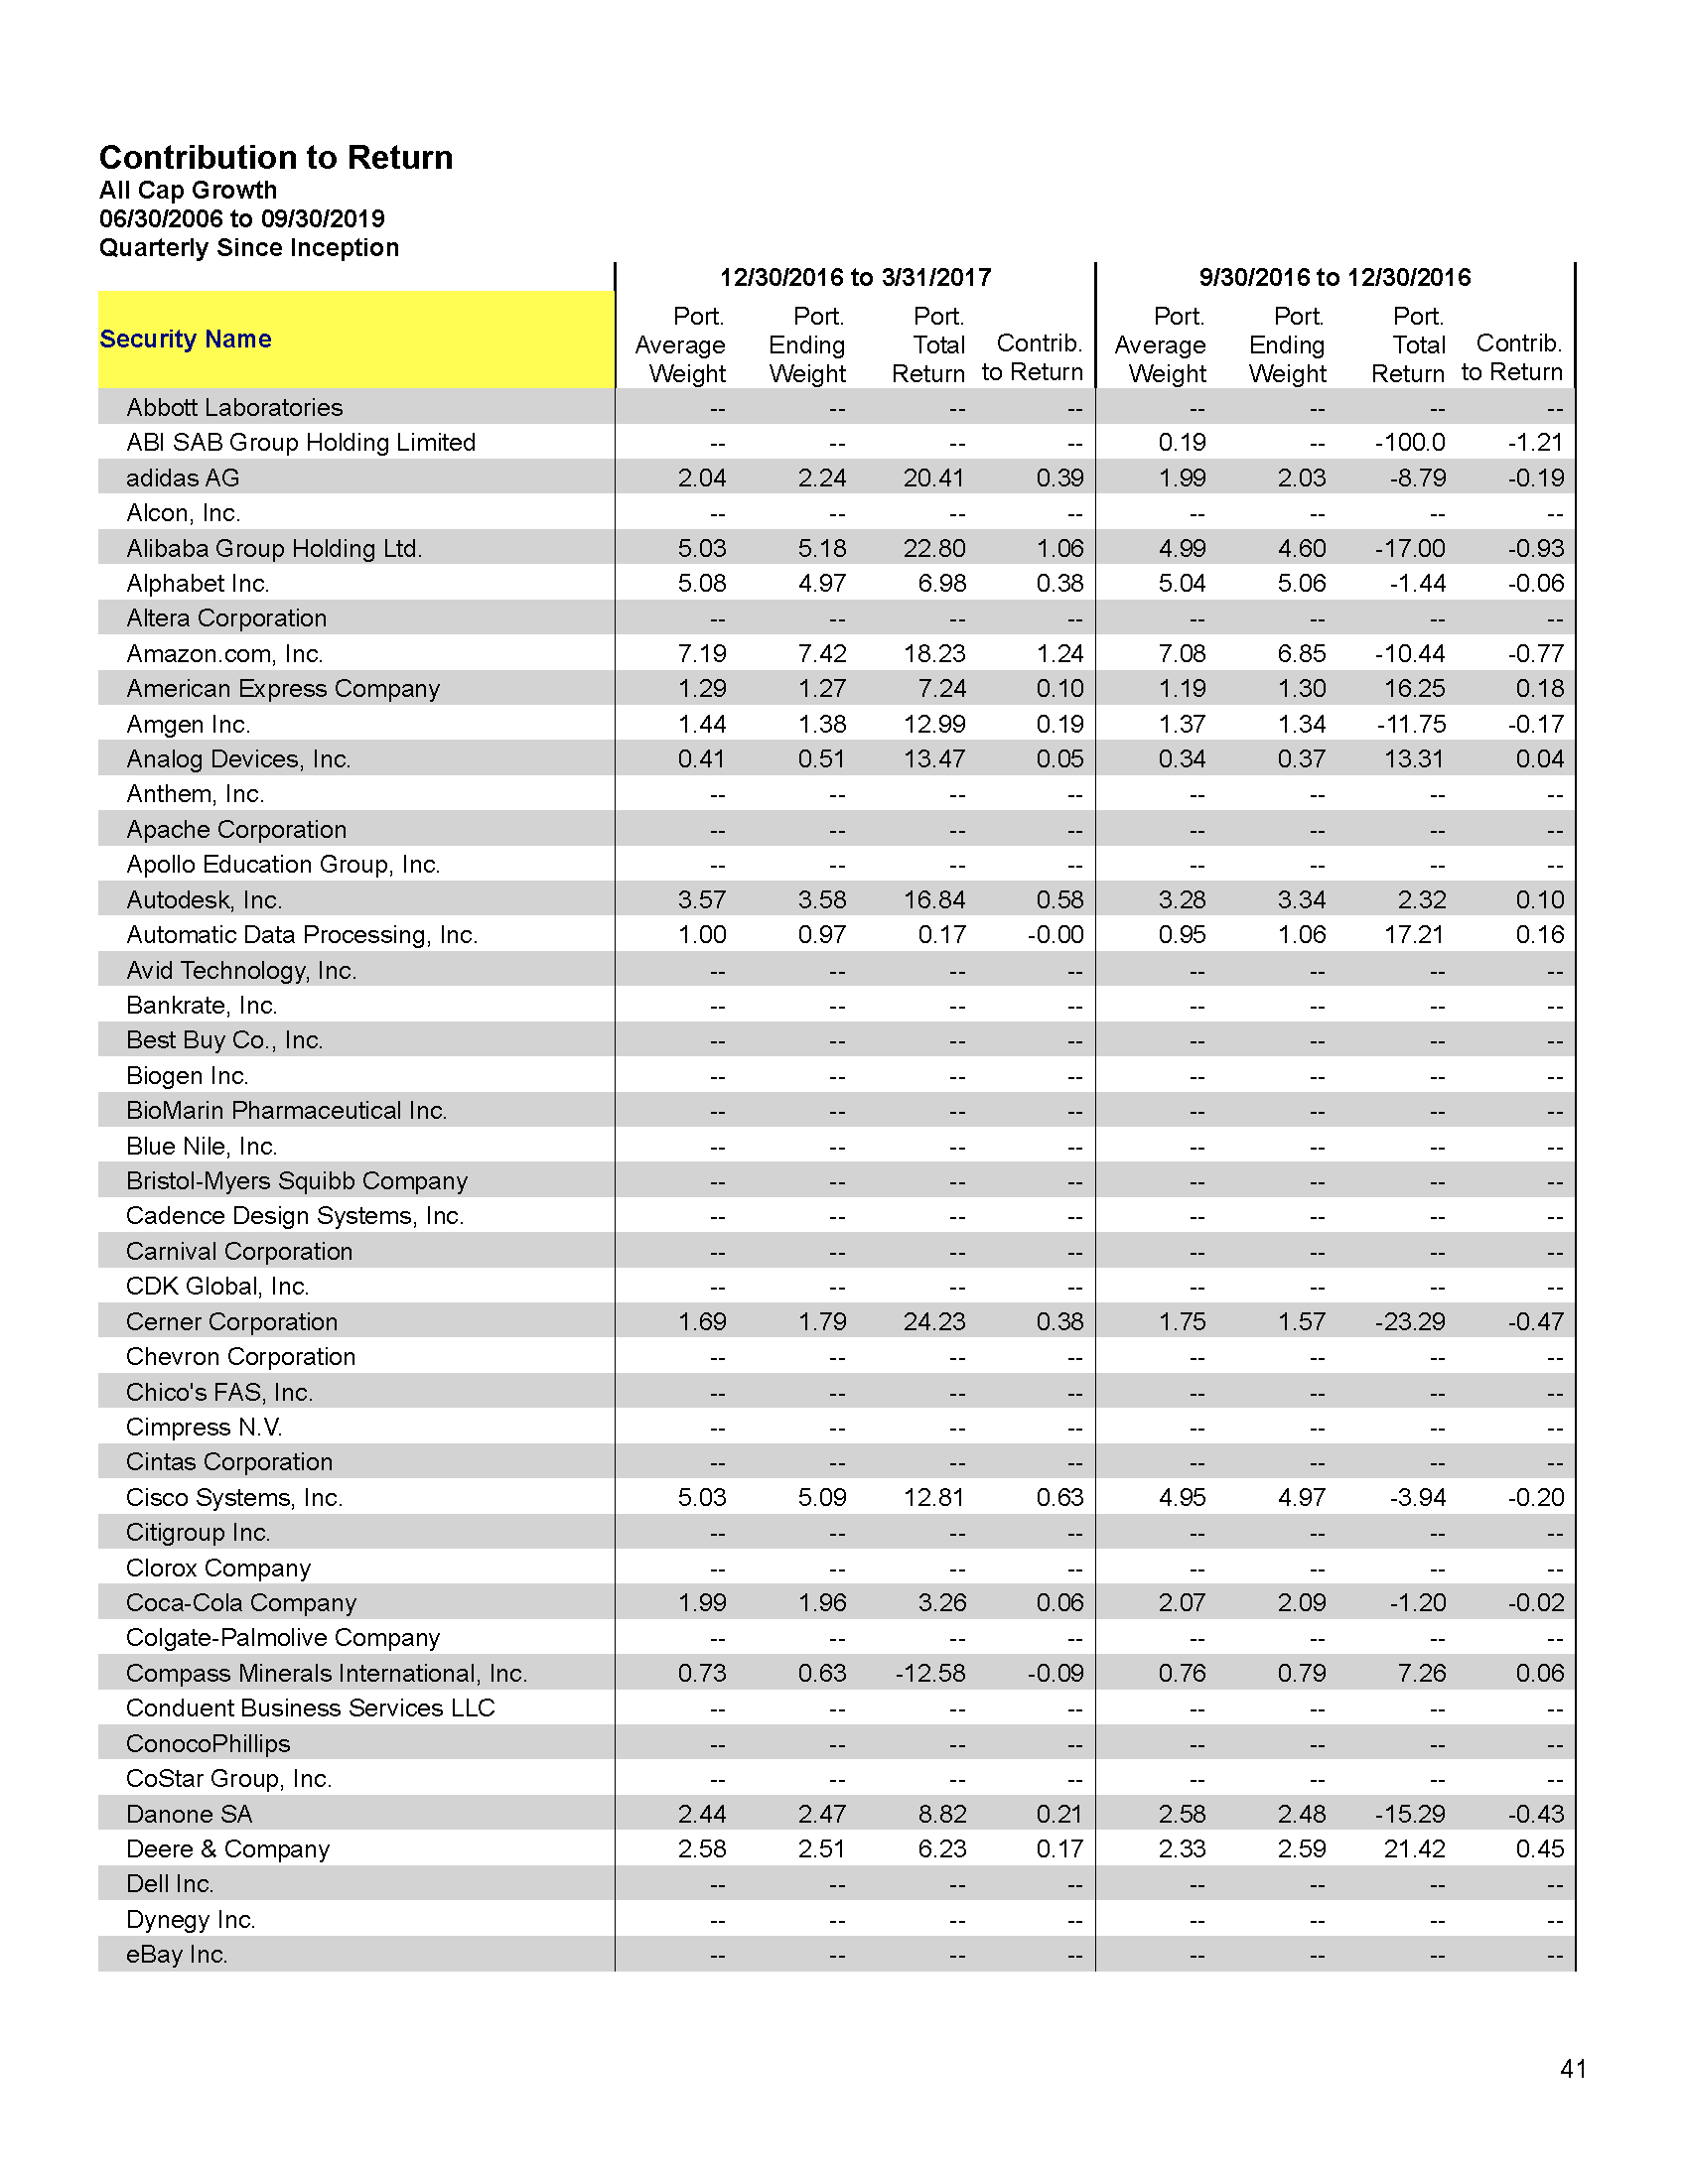 Contribution to Return
All Cap Growth
06/30/2006 to 09/30/2019
Quarterly Since Inception
12/30/2016 to 3/31/2017 9/30/2016 to 12/30/2016
Security Name Port. Average Weight Port. Ending Weight Port. Total Return Contrib. to Return Port. Average Weight Port. Ending Weight Port. Total Return Contrib. to Return
Abbott Laboratories -- -- -- -- -- -- -- --
ABI SAB Group Holding Limited -- -- -- -- 0.19 -- -100.0 -1.21
adidas AG 2.04 2.24 20.41 0.39 1.99 2.03 -8.79 -0.19
Alcon, Inc. -- -- -- -- -- -- -- --
Alibaba Group Holding Ltd. 5.03 5.18 22.80 1.06 4.99 4.60 -17.00 -0.93
Alphabet Inc. 5.08 4.97 6.98 0.38 5.04 5.06 -1.44 -0.06
Altera Corporation -- -- -- -- -- -- -- --
Amazon.com, Inc. 7.19 7.42 18.23 1.24 7.08 6.85 -10.44 -0.77
American Express Company 1.29 1.27 7.24 0.10 1.19 1.30 16.25 0.18
Amgen Inc. 1.44 1.38 12.99 0.19 1.37 1.34 -11.75 -0.17
Analog Devices, Inc. 0.41 0.51 13.47 0.05 0.34 0.37 13.31 0.04
Anthem, Inc. -- -- -- -- -- -- -- --
Apache Corporation -- -- -- -- -- -- -- --
Apollo Education Group, Inc. -- -- -- -- -- -- -- --
Autodesk, Inc. 3.57 3.58 16.84 0.58 3.28 3.34 2.32 0.10
Automatic Data Processing, Inc. 1.00 0.97 0.17 -0.00 0.95 1.06 17.21 0.16
Avid Technology, Inc. -- -- -- -- -- -- -- --
Bankrate, Inc. -- -- -- -- -- -- -- --
Best Buy Co., Inc. -- -- -- -- -- -- -- --
Biogen Inc. -- -- -- -- -- -- -- --
BioMarin Pharmaceutical Inc. -- -- -- -- -- -- -- --
Blue Nile, Inc. -- -- -- -- -- -- -- --
Bristol-Myers Squibb Company -- -- -- -- -- -- -- --
Cadence Design Systems, Inc. -- -- -- -- -- -- -- --
Carnival Corporation -- -- -- -- -- -- -- --
CDK Global, Inc. -- -- -- -- -- -- -- --
Cerner Corporation 1.69 1.79 24.23 0.38 1.75 1.57 -23.29 -0.47
Chevron Corporation -- -- -- -- -- -- -- --
Chico's FAS, Inc. -- -- -- -- -- -- -- --
Cimpress N.V. -- -- -- -- -- -- -- --
Cintas Corporation -- -- -- -- -- -- -- --
Cisco Systems, Inc. 5.03 5.09 12.81 0.63 4.95 4.97 -3.94 -0.20
Citigroup Inc. -- -- -- -- -- -- -- --
Clorox Company -- -- -- -- -- -- -- --
Coca-Cola Company 1.99 1.96 3.26 0.06 2.07 2.09 -1.20 -0.02
Colgate-Palmolive Company -- -- -- -- -- -- -- --
Compass Minerals International, Inc. 0.73 0.63 -12.58 -0.09 0.76 0.79 7.26 0.06
Conduent Business Services LLC -- -- -- -- -- -- -- --
ConocoPhillips -- -- -- -- -- -- -- --
CoStar Group, Inc. -- -- -- -- -- -- -- --
Danone SA 2.44 2.47 8.82 0.21 2.58 2.48 -15.29 -0.43
Deere & Company 2.58 2.51 6.23 0.17 2.33 2.59 21.42 0.45
Dell Inc. -- -- -- -- -- -- -- --
Dynegy Inc. -- -- -- -- -- -- -- --
eBay Inc. -- -- -- -- -- -- -- --
41